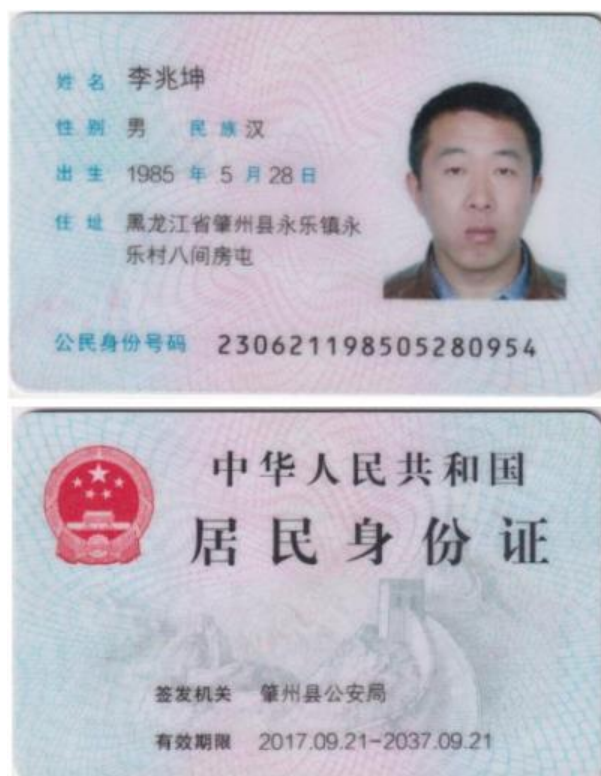 姓名 李兆坤
性别 男 民族 汉
出生 1985 年 5 月 28 日
住址 黑龙江省肇州县永乐镇永
乐村八间房屯
公民身份号码 230621198505280954
中华人民共和国
居民身份证
签发机关 肇州县公安局
有效期限 2017.09.21-2037.09.21